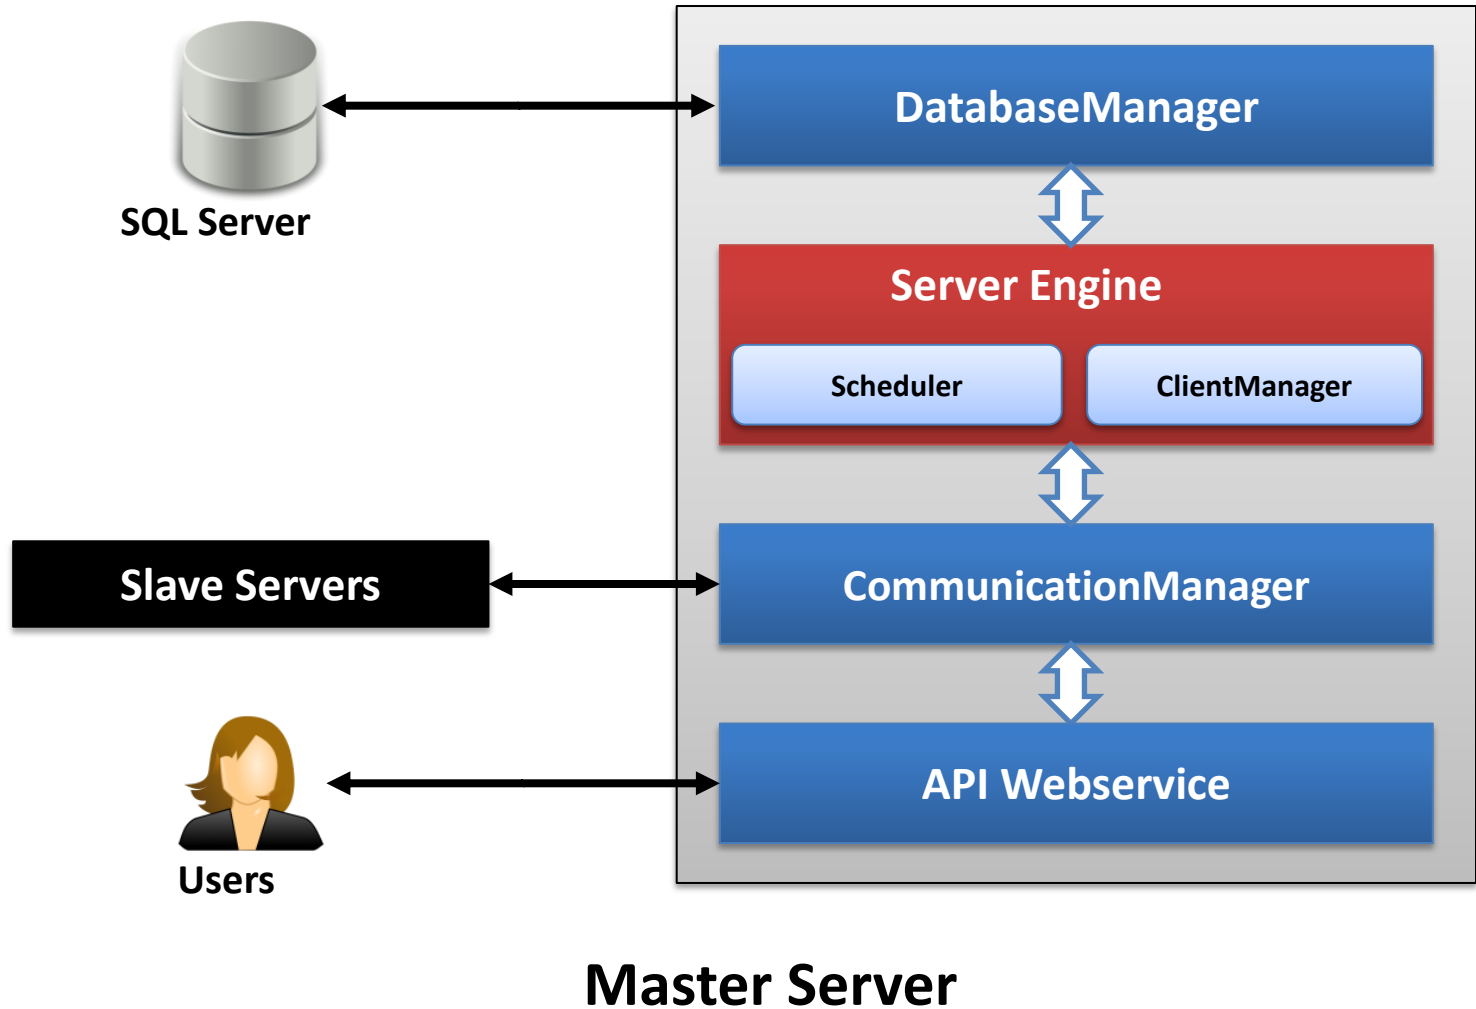 DatabaseManager
SQL Server
Server Engine
Scheduler
ClientManager
Slave Servers
CommunicationManager
API Webservice
Users
Master Server